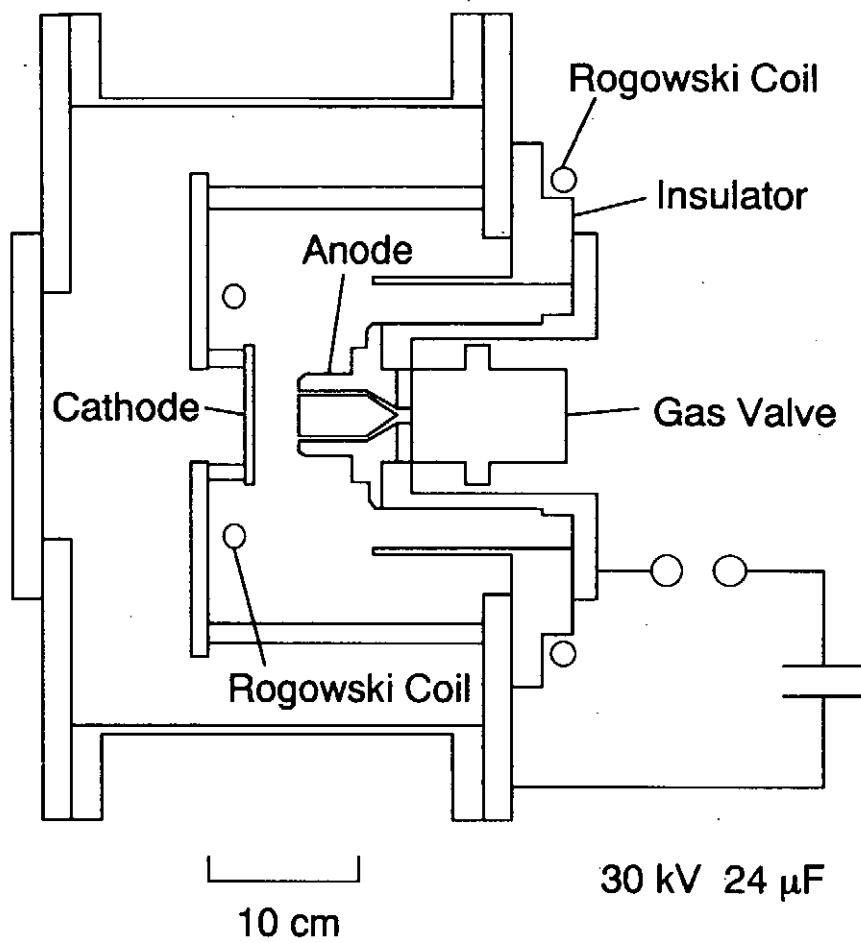 Rogowski Coil
Insulator
Anode
Cathode
Gas Valve
Rogowski Coil
30 kV 24 μF
10 cm